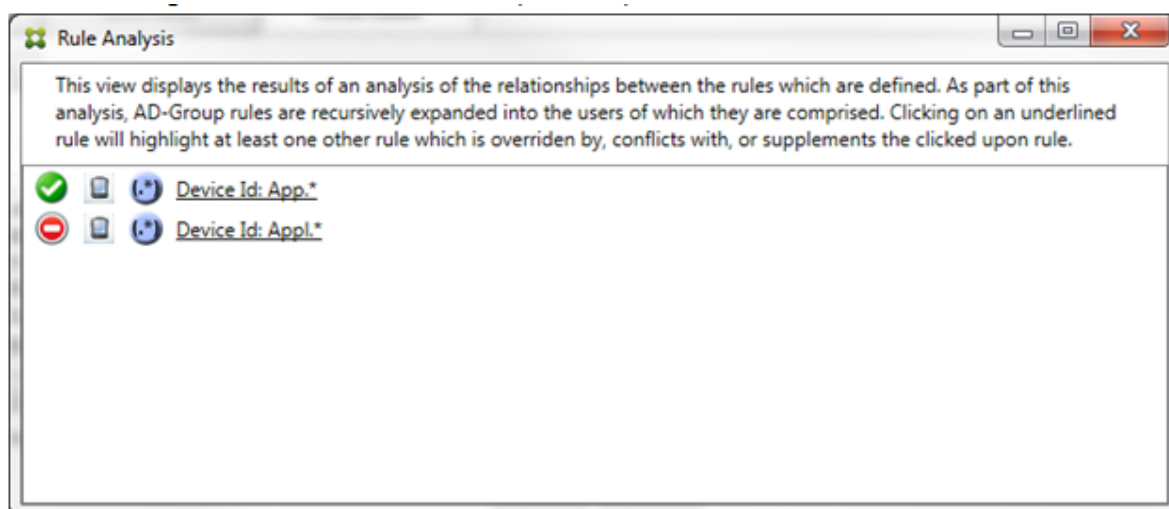 Rule Analysis
This view displays the results of an analysis of the relationships between the rules which are defined. As part of this
analysis, AD-Group rules are recursively expanded into the users of which they are comprised. Clicking on an underlined
rule will highlight at least one other rule which is overriden by, conflicts with, or supplements the clicked upon rule.
(.*) Device Id: App.*
(.*) Device Id: Appl.*